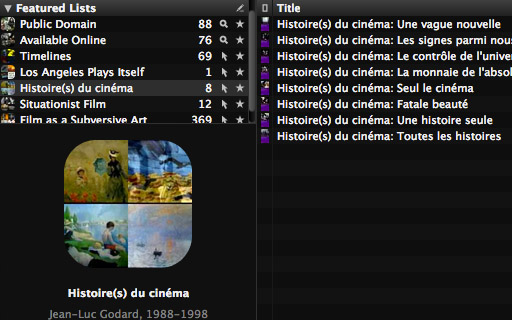 Featured Lists
Public Domain 88
Available Online 76
Timelines 69
Los Angeles Plays Itself 1
Histoire(s) du cinéma 8
Situationist Film 12
Film as a Subversive Art 369
Histoire(s) du cinéma
Jean-Luc Godard, 1988-1998
Title
Histoire(s) du cinéma: Une vague nouvelle
Histoire(s) du cinéma: Les signes parmi nous
Histoire(s) du cinéma: Le contrôle de l'univer
Histoire(s) du cinéma: La monnaie de l'absol
Histoire(s) du cinéma: Seul le cinéma
Histoire(s) du cinéma: Fatale beauté
Histoire(s) du cinéma: Une histoire seule
Histoire(s) du cinéma: Toutes les histoires